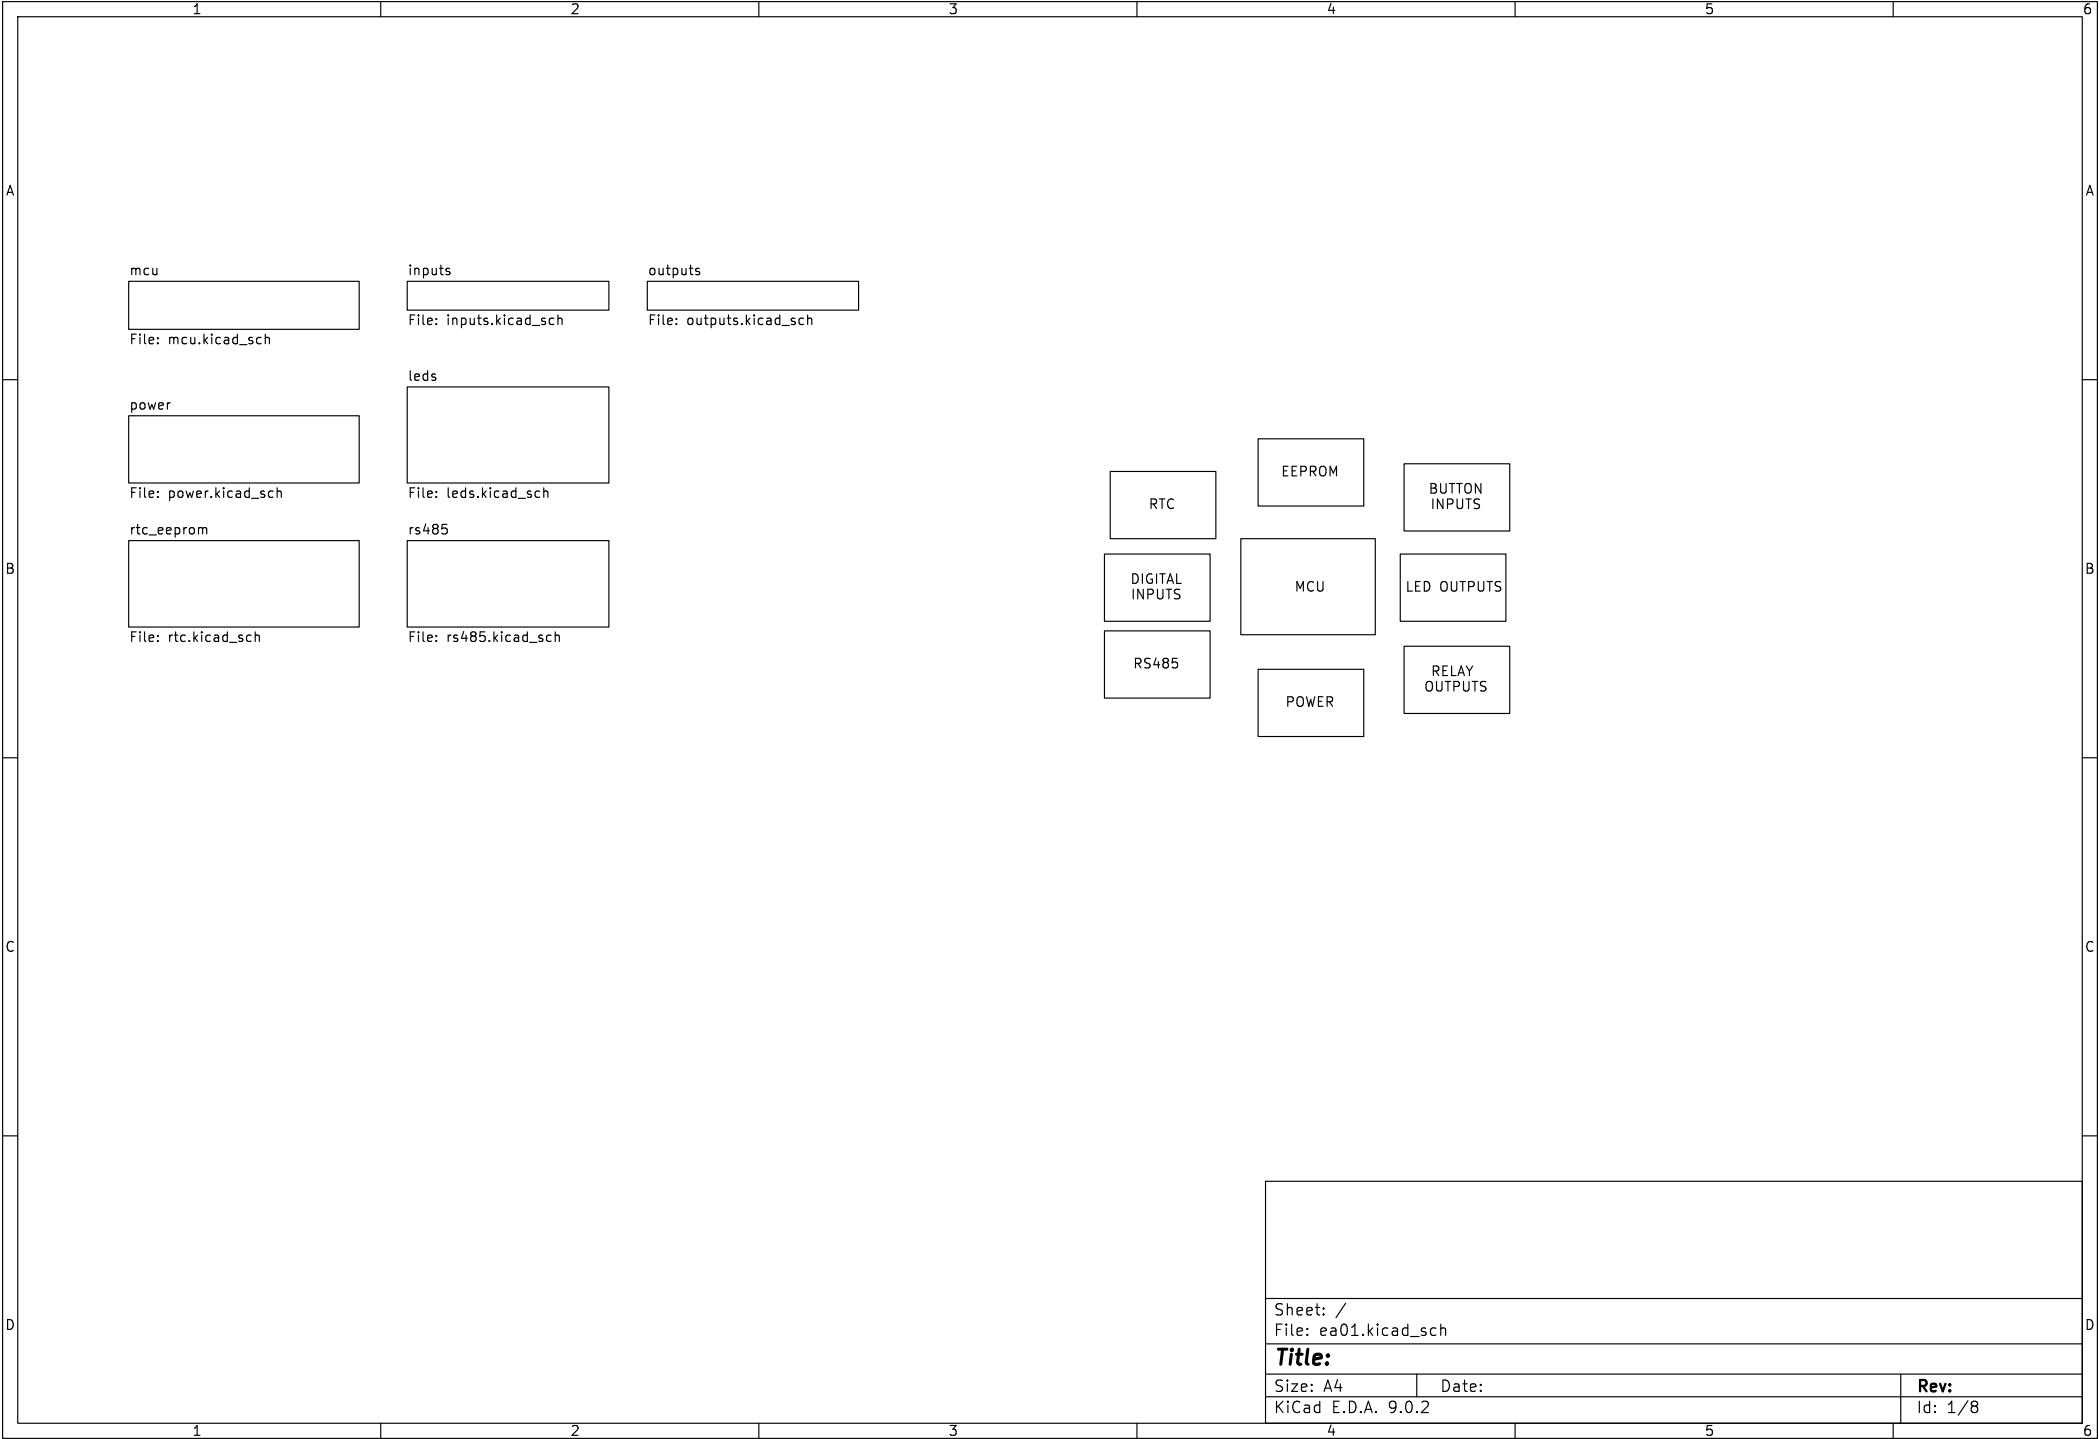 1 2 3 4 5 6
A A
mcu
File: mcu.kicad_sch
inputs
File: inputs.kicad_sch
outputs
File: outputs.kicad_sch
power
File: power.kicad_sch
leds
File: leds.kicad_sch
rtc_eeprom
File: rtc.kicad_sch
rs485
File: rs485.kicad_sch
B B
RTC
EEPROM
BUTTON
INPUTS
DIGITAL
INPUTS
MCU
LED OUTPUTS
RS485
POWER
RELAY
OUTPUTS
C C
D D
Sheet: /
File: ea01.kicad_sch
Title:
Size: A4 Date: Rev:
KiCad E.D.A. 9.0.2 Id: 1/8
1 2 3 4 5 6